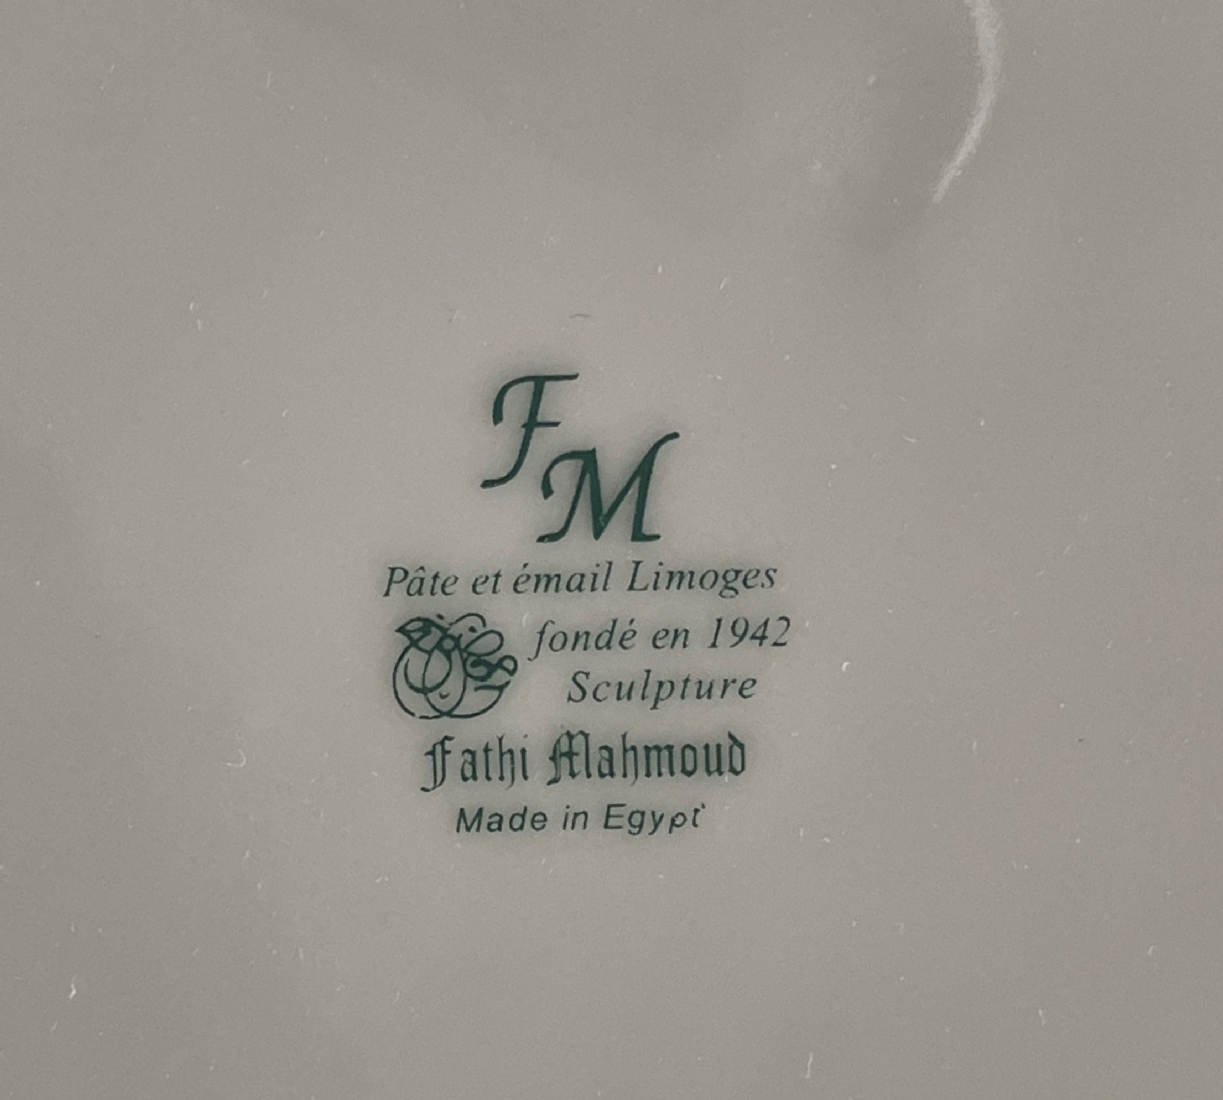 FM
Pâte et émail Limoges
fondé en 1942
Sculpture
Fathi Mahmoud
Made in Egypt